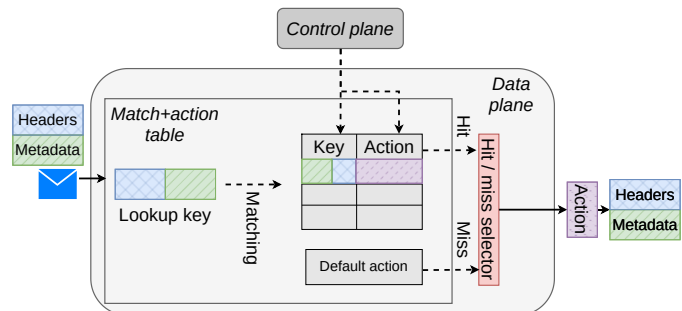 Control plane
Data
plane
Headers
Metadata
Match+action
table
Lookup key
Matching
Key
Action
Default action
Hit
Miss
Hit / miss selector
Action
Headers
Metadata